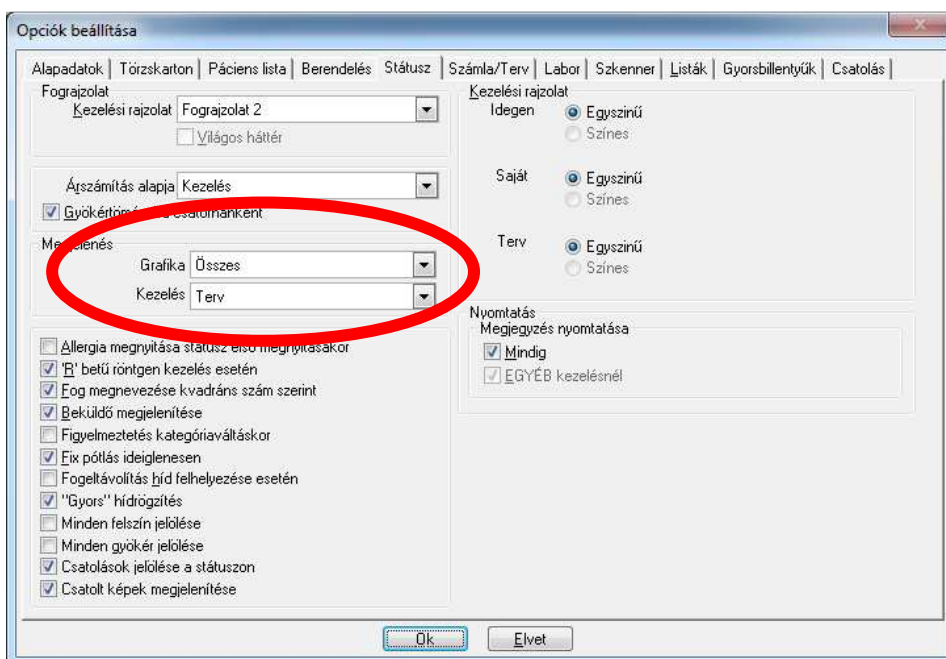 Opciók beállítása
Alapadatok Törzskarton Páciens lista Berendelés Státusz Számla/Terv Labor Szkenner Listák Gyorsbillentyűk Csatolás
Fograjzolat
Kezelési rajzolat Fograjzolat 2
Világos háttér
Árszámítás alapja Kezelés
Megjelenés
Grafika Összes
Kezelés Terv
Allergia megnyitása státusz első megnyitásakor
'R' betű röntgen kezelés esetén
Fog megnevezése kvadráns szám szerint
Beküldő megjelenítése
Figyelmeztetés kategóriaváltáskor
Fix pótlás ideiglenesen
Fogeltávolítás híd felhelyezése esetén
"Gyors" hídrögzítés
Minden felszín jelölése
Minden gyökér jelölése
Csatolások jelölése a státuszon
Csatolt képek megjelenítése
Kezelési rajzolat
Idegen Egyszinű
Színes
Saját Egyszinű
Színes
Terv Egyszinű
Színes
Nyomtatás
Megjegyzés nyomtatása
Mindig
EGYÉB kezelésnél
Ok Elvet